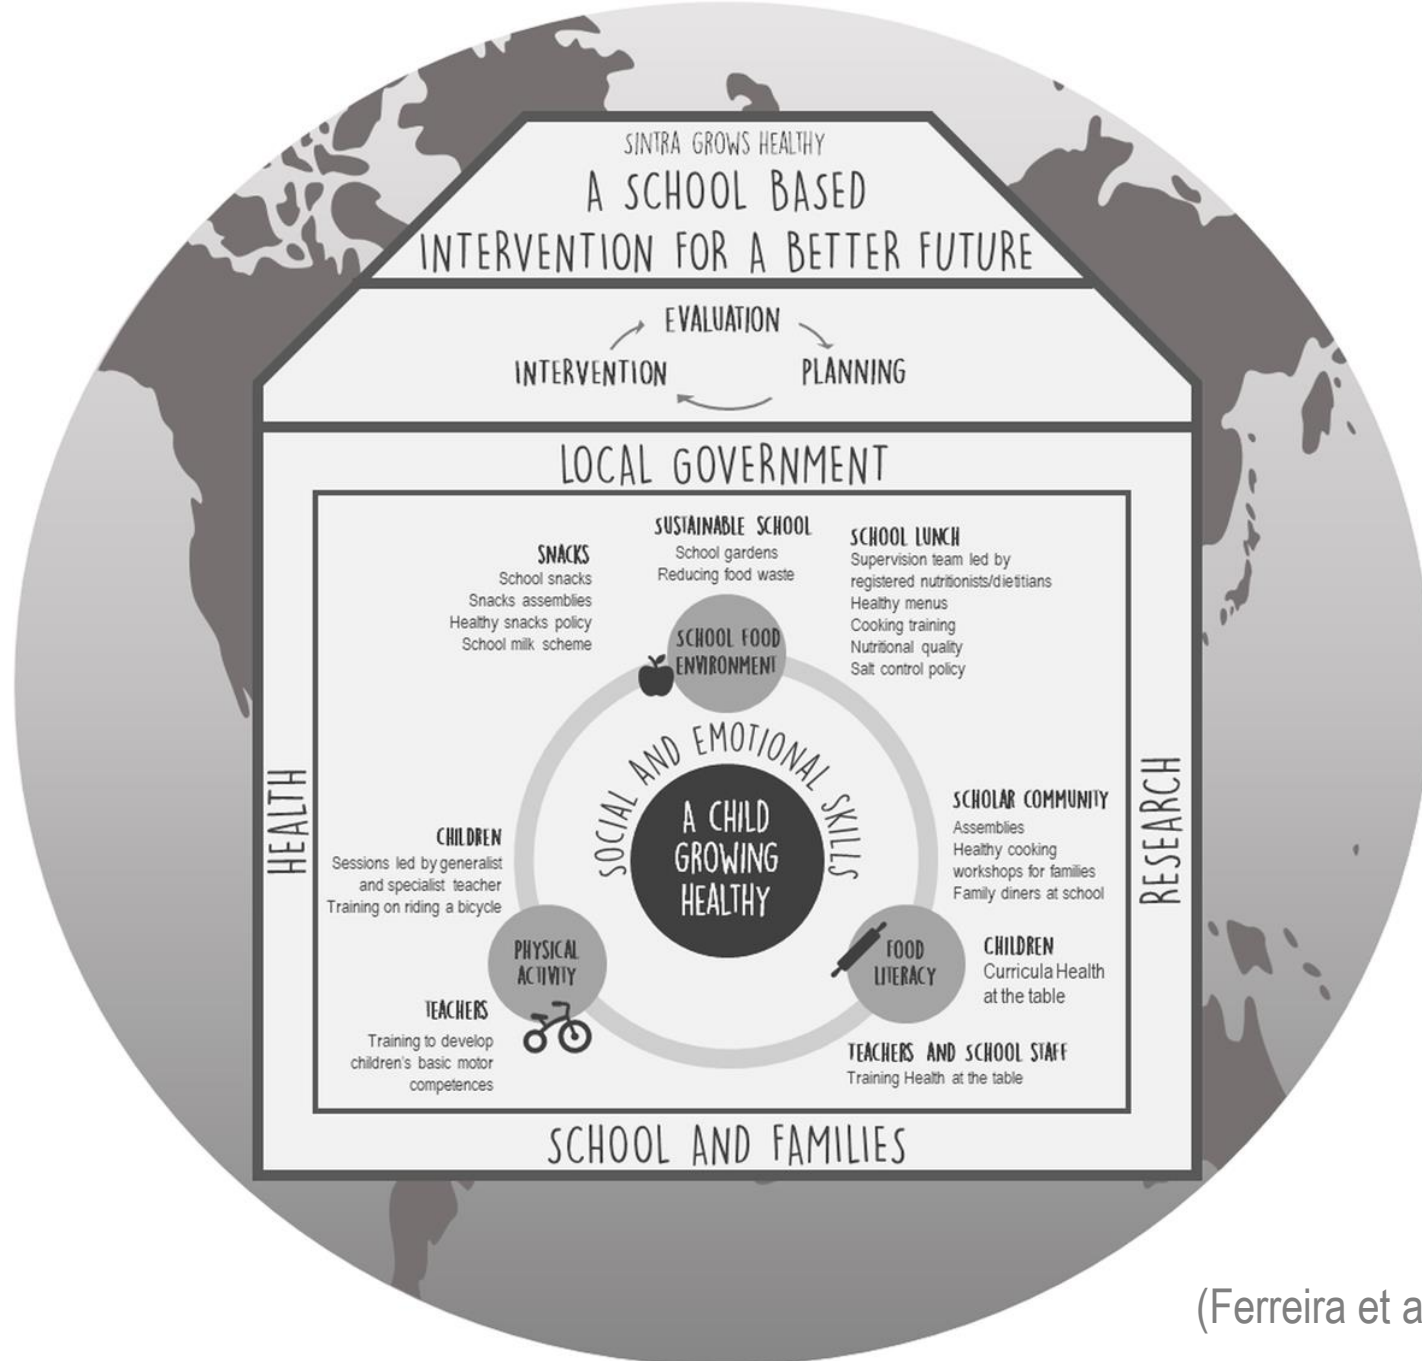 SINTRA GROWS HEALTHY
A SCHOOL BASED
INTERVENTION FOR A BETTER FUTURE
EVALUATION
INTERVENTION
PLANNING
LOCAL GOVERNMENT
SNACKS
School snacks
Snacks assemblies
Healthy snacks policy
School milk scheme
SUSTAINABLE SCHOOL
School gardens
Reducing food waste
SCHOOL LUNCH
Supervision team led by
registered nutritionists/dietitians
Healthy menus
Cooking training
Nutritional quality
Salt control policy
SCHOOL FOOD
ENVIRONMENT
SOCIAL AND EMOTIONAL SKILLS
A CHILD
GROWING
HEALTHY
HEALTH
RESEARCH
CHILDREN
Sessions led by generalist
and specialist teacher
Training on riding a bicycle
PHYSICAL
ACTIVITY
TEACHERS
Training to develop
children's basic motor
competences
SCHOLAR COMMUNITY
Assemblies
Healthy cooking
workshops for families
Family diners at school
FOOD
LITERACY
CHILDREN
Curricula Health
at the table
TEACHERS AND SCHOOL STAFF
Training Health at the table
SCHOOL AND FAMILIES
(Ferreira et a